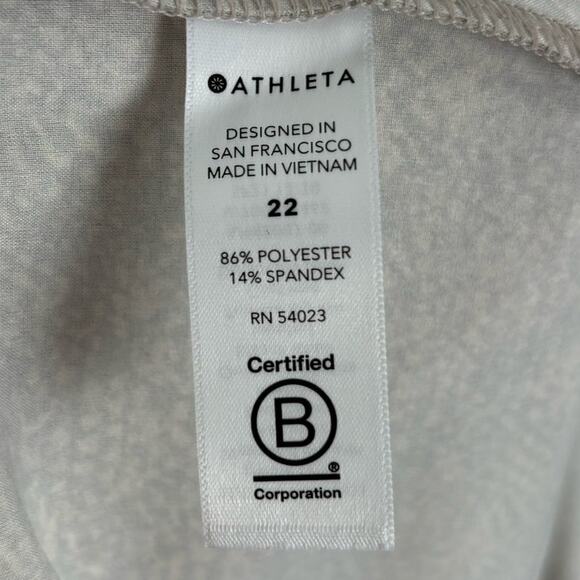 ATHLETA
DESIGNED IN
SAN FRANCISCO
MADE IN VIETNAM
22
86% POLYESTER
14% SPANDEX
RN 54023
Certified
B
®
Corporation